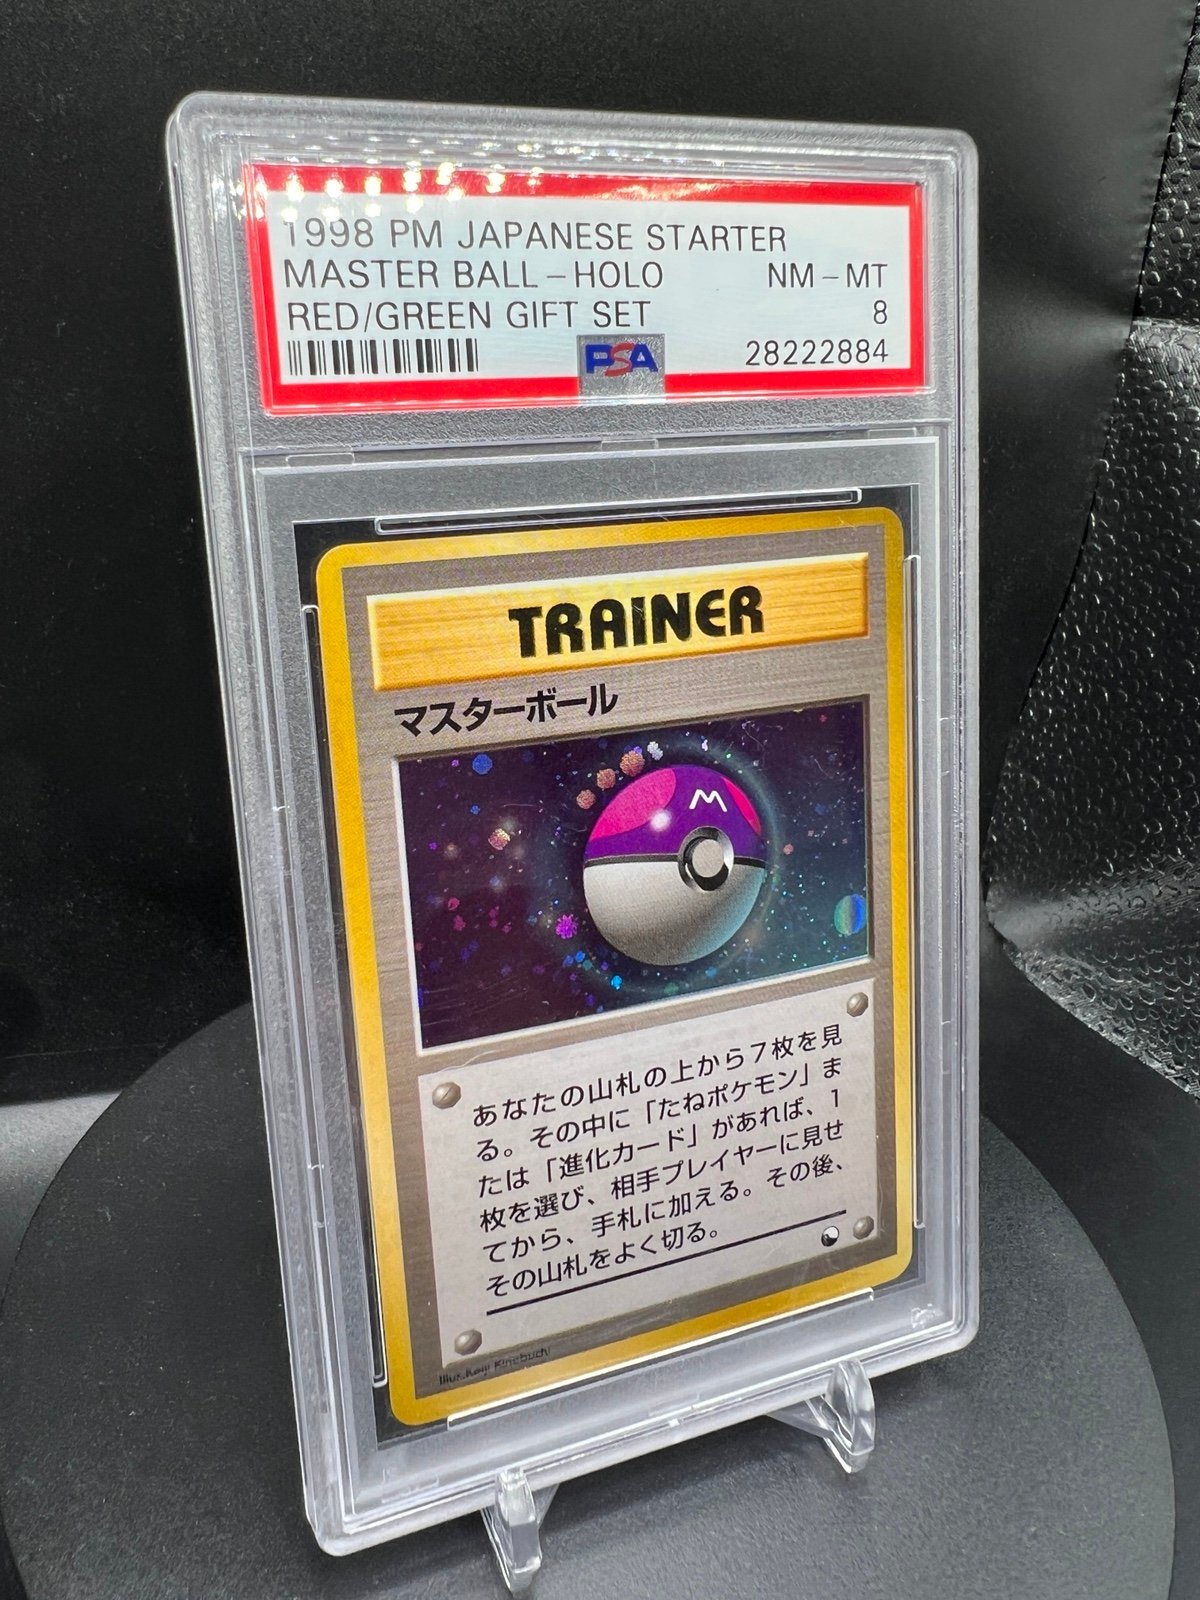 1998 PM JAPANESE STARTER
MASTER BALL - HOLO NM - MT
RED/GREEN GIFT SET 8
PSA 28222884
TRAINER
マスターボール
M
あなたの山札の上から7枚を見
る。その中に「たねポケモン」ま
たは「進化カード」があれば、1
枚を選び、相手プレイヤーに見せ
てから、手札に加える。その後、
その山札をよく切る。
Illus. Keiji Kinebuchi